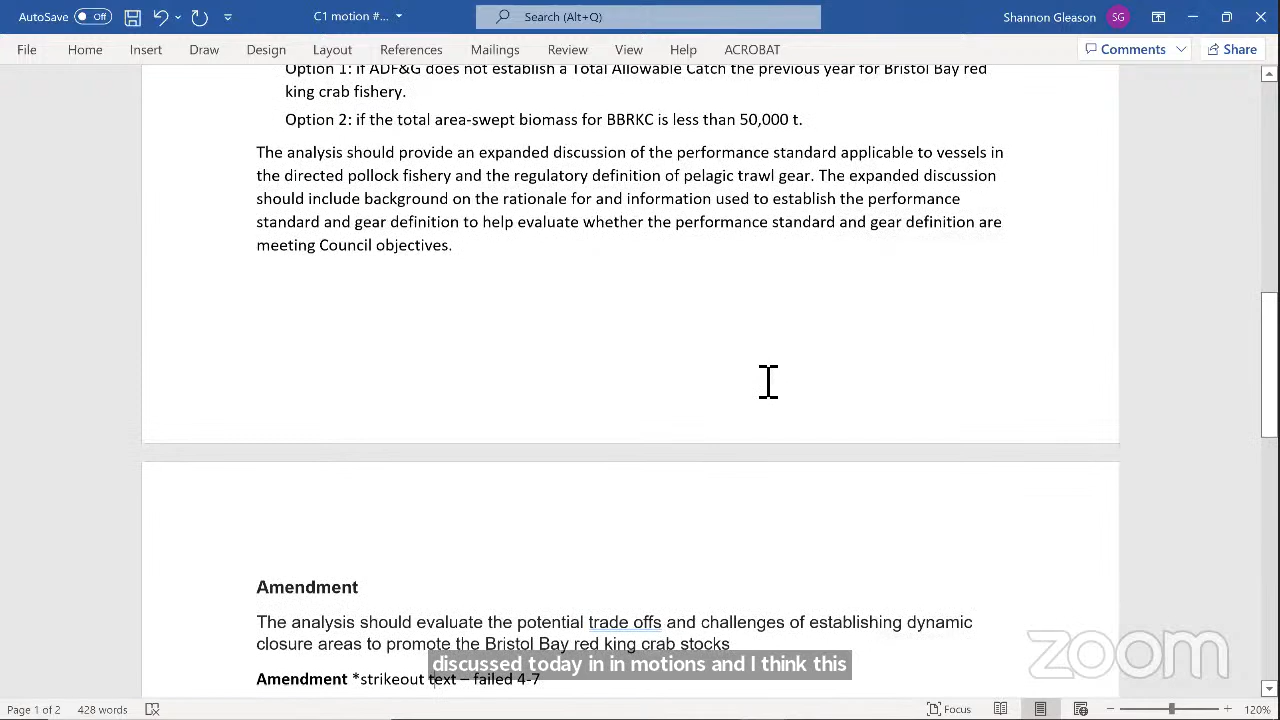 AutoSave Off C1 motion #... Search (Alt+Q) Shannon Gleason SG
File Home Insert Draw Design Layout References Mailings Review View Help ACROBAT Comments Share
Option 1: if ADF&G does not establish a Total Allowable Catch the previous year for Bristol Bay red
king crab fishery.
Option 2: if the total area-swept biomass for BBRKC is less than 50,000 t.
The analysis should provide an expanded discussion of the performance standard applicable to vessels in
the directed pollock fishery and the regulatory definition of pelagic trawl gear. The expanded discussion
should include background on the rationale for and information used to establish the performance
standard and gear definition to help evaluate whether the performance standard and gear definition are
meeting Council objectives.
Amendment
The analysis should evaluate the potential trade offs and challenges of establishing dynamic
closure areas to promote the Bristol Bay red king crab stocks
discussed today in in motions and I think this
Amendment *strikeout text – failed 4-7
zoom
Page 1 of 2 428 words Focus 120%